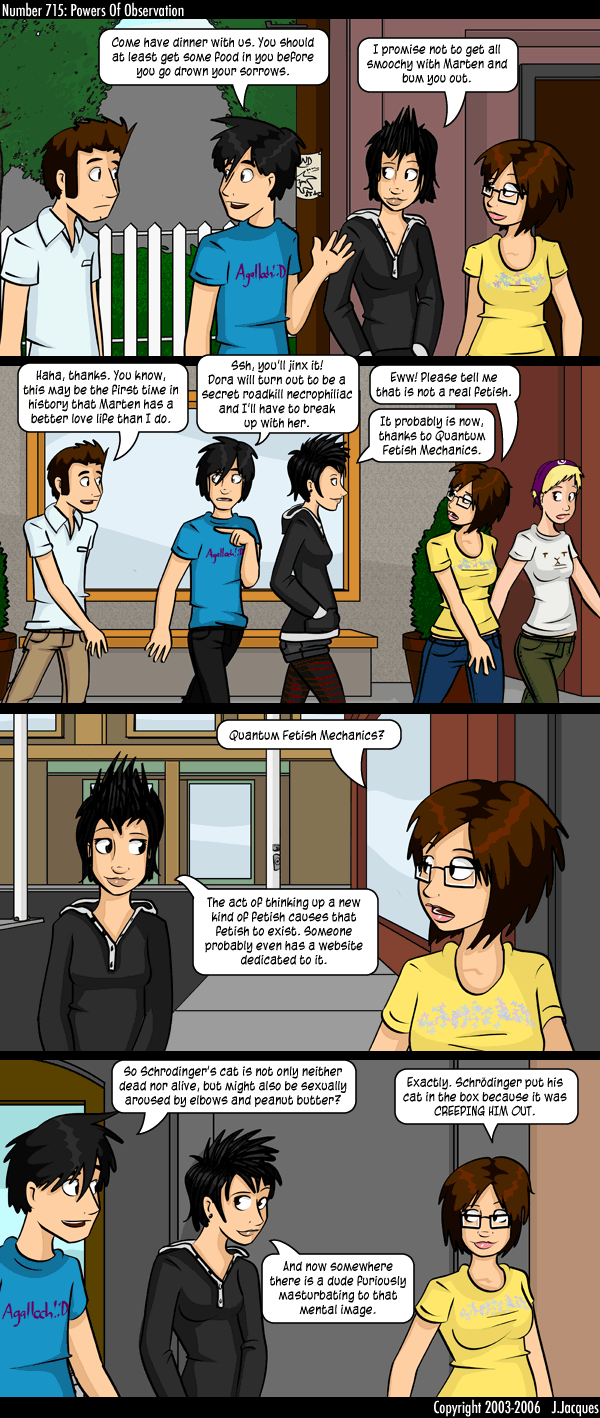 Number 715: Powers Of Observation
Come have dinner with us. You should
at least get some food in you before
you go drown your sorrows.
I promise not to get all
smoochy with Marten and
bum you out.
Agalloch! :D
Haha, thanks. You know,
this may be the first time in
history that Marten has a
better love life than I do.
Ssh, you'll jinx it!
Dora will turn out to be a
secret roadkill necrophiliac
and I'll have to break
up with her.
Eww! Please tell me
that is not a real fetish.
It probably is now,
thanks to Quantum
Fetish Mechanics.
Agalloch! :D
Quantum Fetish Mechanics?
The act of thinking up a new
kind of fetish causes that
fetish to exist. Someone
probably even has a website
dedicated to it.
So Schrodinger's cat is not only neither
dead nor alive, but might also be sexually
aroused by elbows and peanut butter?
Exactly. Schrödinger put his
cat in the box because it was
CREEPING HIM OUT.
And now somewhere
there is a dude furiously
masturbating to that
mental image.
Agalloch! :D
Copyright 2003-2006 J.Jacques